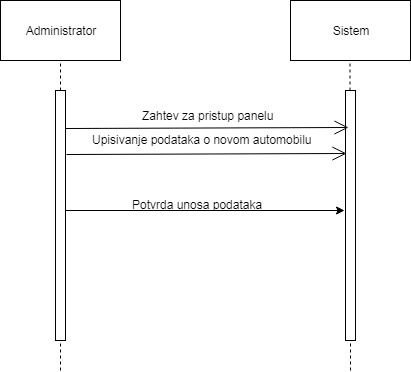 Administrator
Sistem
Zahtev za pristup panelu
Upisivanje podataka o novom automobilu
Potvrda unosa podataka